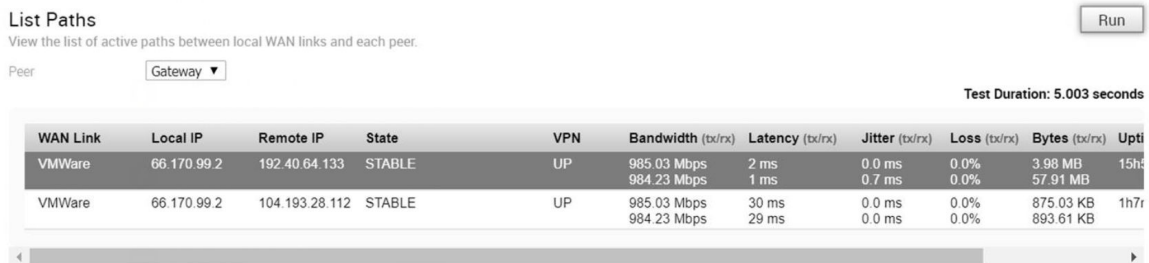 List Paths
Run
View the list of active paths between local WAN links and each peer.
Peer Gateway ▼
Test Duration: 5.003 seconds
WAN Link Local IP Remote IP State VPN Bandwidth (tx/rx) Latency (tx/rx) Jitter (tx/rx) Loss (tx/rx) Bytes (tx/rx) Upti
VMWare 66.170.99.2 192.40.64.133 STABLE UP 985.03 Mbps 2 ms 0.0 ms 0.0% 3.98 MB 15h5
984.23 Mbps 1 ms 0.7 ms 0.0% 57.91 MB
VMWare 66.170.99.2 104.193.28.112 STABLE UP 985.03 Mbps 30 ms 0.0 ms 0.0% 875.03 KB 1h7r
984.23 Mbps 29 ms 0.0 ms 0.0% 893.61 KB